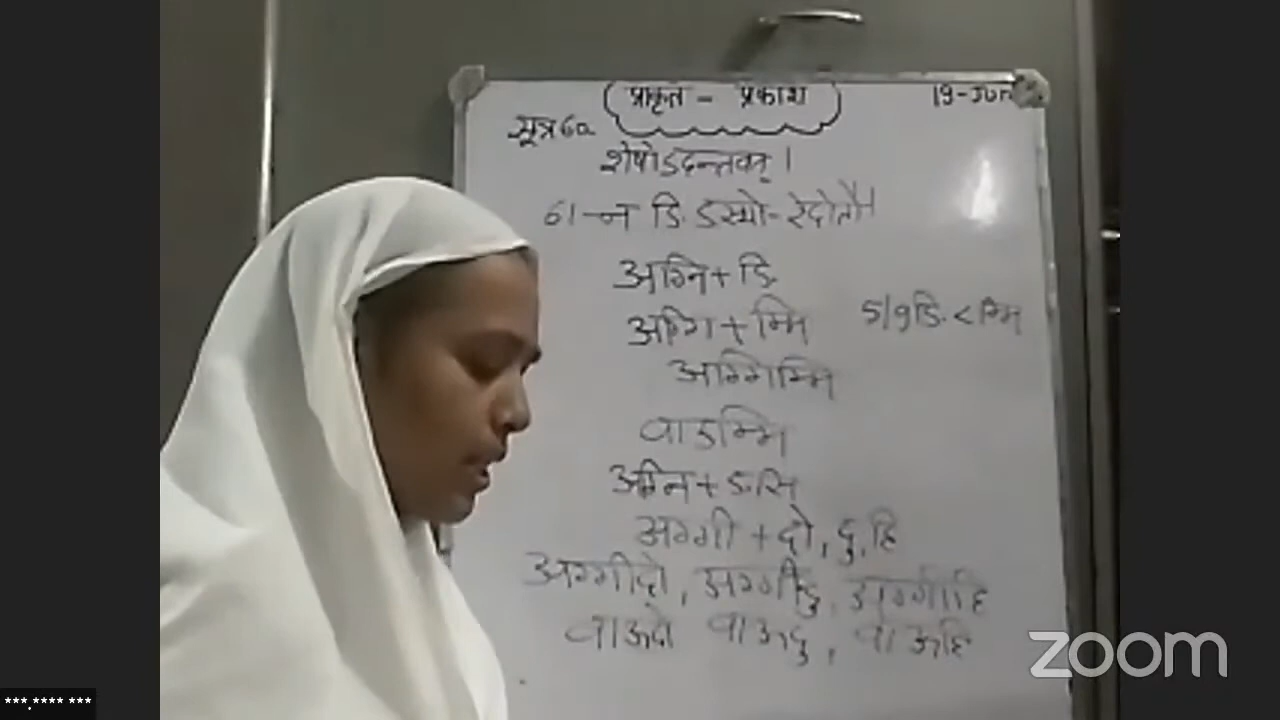 प्राकृत - प्रकाश
19-Jun
सूत्र 60
शेषोऽदन्तवत् ।
61-न ङि ङस्यो-रेदोतौ।
अग्नि + ङि
अग्गि + म्मि 5/9 ङि < म्मि
अग्गिम्मि
वाउम्मि
अग्नि + ङसि
अग्गी + दो, दु, हि
अग्गीदो, अग्गीदु, अग्गीहि
वाऊदो वाऊदु, वाऊहि
zoom
***.**** ***